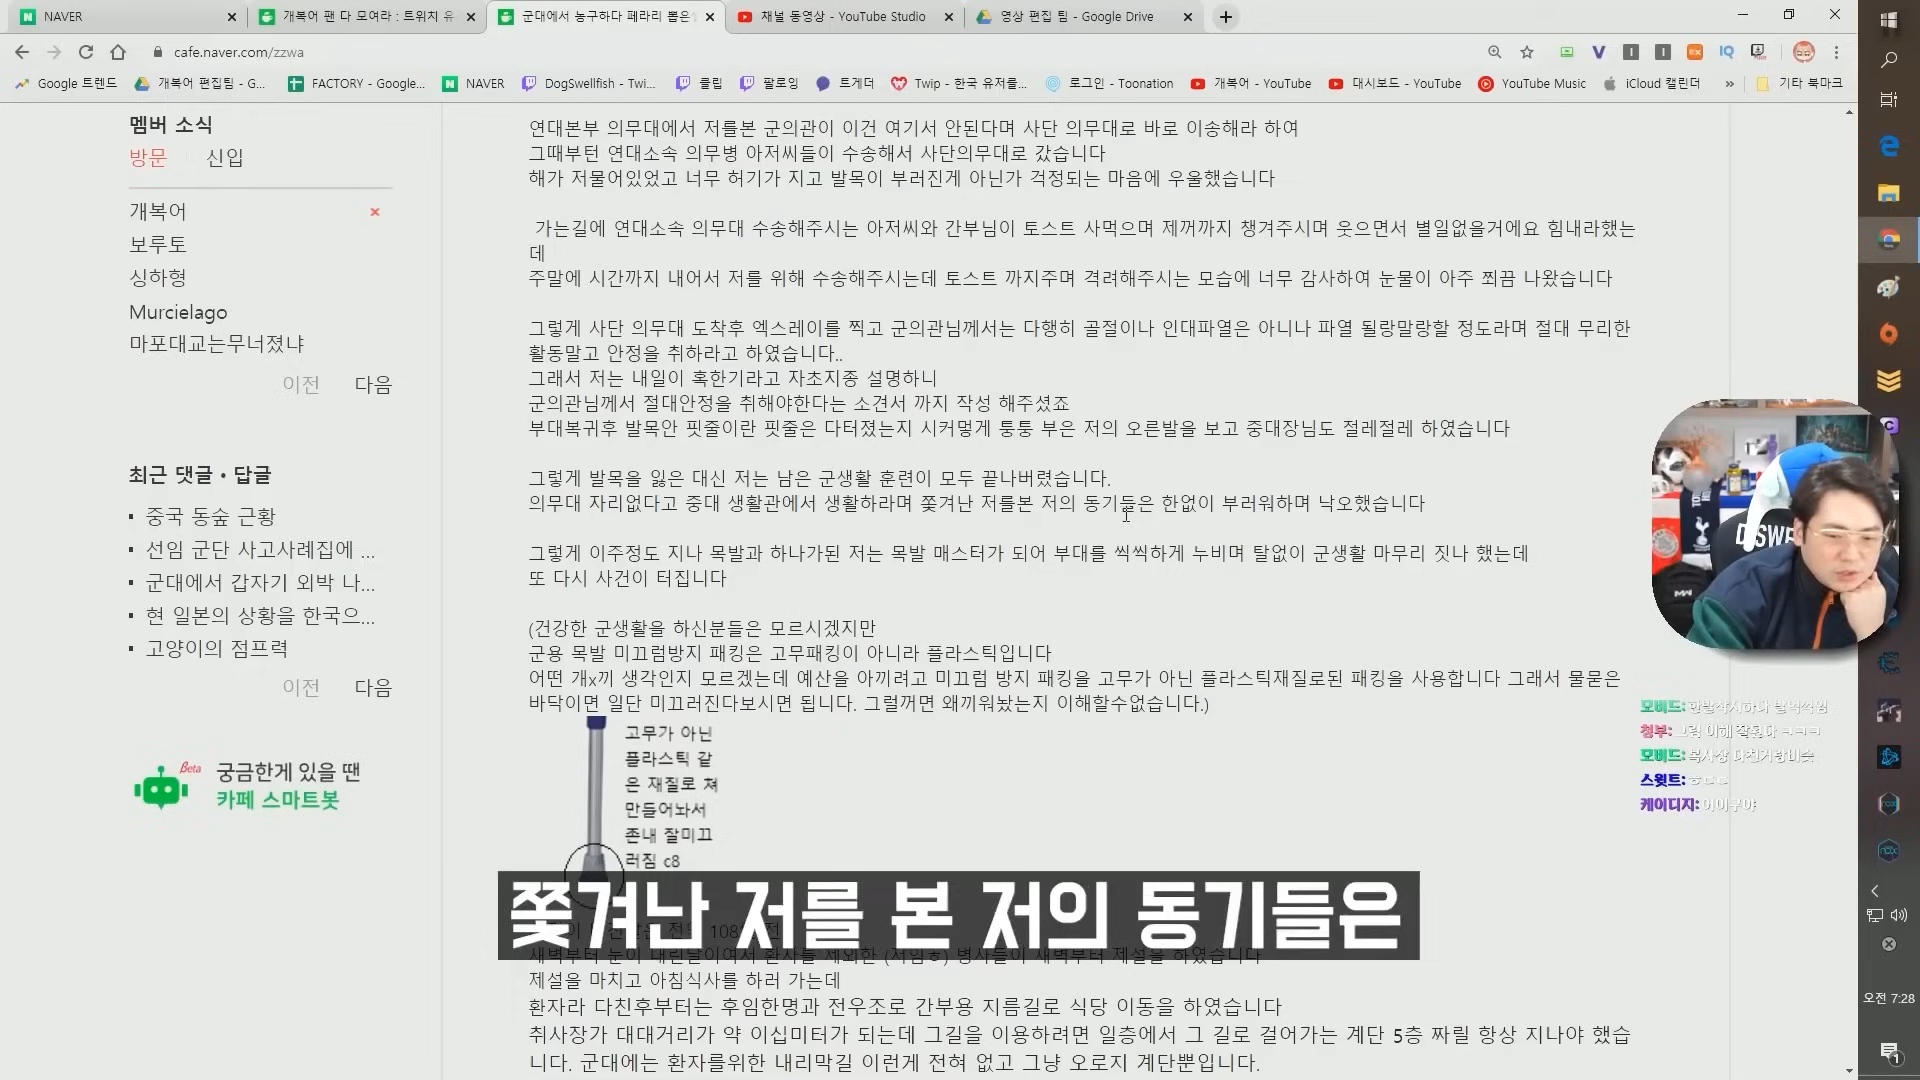 NAVER
개복어 팬 다 모여라 : 트위치 유
군대에서 농구하다 페라리 뽑은
채널 동영상 - YouTube Studio
영상 편집 팀 - Google Drive
cafe.naver.com/zzwa
Google 트렌드
개복어 편집팀 - G...
FACTORY - Google...
NAVER
DogSwellfish - Twi...
클립
팔로잉
트게더
Twip - 한국 유저를...
로그인 - Toonation
개복어 - YouTube
대시보드 - YouTube
YouTube Music
iCloud 캘린더
기타 북마크
멤버 소식
방문 신입
개복어
보루토
싱하형
Murcielago
마포대교는무너졌냐
이전 다음
최근 댓글 • 답글
중국 동숲 근황
선임 군단 사고사례집에 ...
군대에서 갑자기 외박 나...
현 일본의 상황을 한국으...
고양이의 점프력
이전 다음
Beta
궁금한게 있을 땐
카페 스마트봇
연대본부 의무대에서 저를본 군의관이 이건 여기서 안된다며 사단 의무대로 바로 이송해라 하여
그때부턴 연대소속 의무병 아저씨들이 수송해서 사단의무대로 갔습니다
해가 저물어있었고 너무 허기가 지고 발목이 부러진게 아닌가 걱정되는 마음에 우울했습니다
가는길에 연대소속 의무대 수송해주시는 아저씨와 간부님이 토스트 사먹으며 제꺼까지 챙겨주시며 웃으면서 별일없을거에요 힘내라했는
데
주말에 시간까지 내어서 저를 위해 수송해주시는데 토스트 까지주며 격려해주시는 모습에 너무 감사하여 눈물이 아주 찌끔 나왔습니다
그렇게 사단 의무대 도착후 엑스레이를 찍고 군의관님께서는 다행히 골절이나 인대파열은 아니나 파열 될랑말랑할 정도라며 절대 무리한
활동말고 안정을 취하라고 하였습니다..
그래서 저는 내일이 혹한기라고 자초지종 설명하니
군의관님께서 절대안정을 취해야한다는 소견서 까지 작성 해주셨죠
부대복귀후 발목안 핏줄이란 핏줄은 다터졌는지 시커멓게 퉁퉁 부은 저의 오른발을 보고 중대장님도 절레절레 하였습니다
그렇게 발목을 잃은 대신 저는 남은 군생활 훈련이 모두 끝나버렸습니다.
의무대 자리없다고 중대 생활관에서 생활하라며 쫓겨난 저를본 저의 동기들은 한없이 부러워하며 낙오했습니다
그렇게 이주정도 지나 목발과 하나가된 저는 목발 매스터가 되어 부대를 씩씩하게 누비며 탈없이 군생활 마무리 짓나 했는데
또 다시 사건이 터집니다
(건강한 군생활을 하신분들은 모르시겠지만
군용 목발 미끄럼방지 패킹은 고무패킹이 아니라 플라스틱입니다
어떤 개x끼 생각인지 모르겠는데 예산을 아끼려고 미끄럼 방지 패킹을 고무가 아닌 플라스틱재질로된 패킹을 사용합니다 그래서 물묻은
바닥이면 일단 미끄러진다보시면 됩니다. 그럴꺼면 왜끼워놨는지 이해할수없습니다.)
고무가 아닌
플라스틱 같
은 재질로 쳐
만들어놔서
존내 잘미끄
러짐 c8
쫓겨난 저를 본 저의 동기들은
제설을 마치고 아침식사를 하러 가는데
환자라 다친후부터는 후임한명과 전우조로 간부용 지름길로 식당 이동을 하였습니다
취사장가 대대거리가 약 이십미터가 되는데 그길을 이용하려면 일층에서 그 길로 걸어가는 계단 5층 짜릴 항상 지나야 했습
니다. 군대에는 환자를위한 내리막길 이런게 전혀 없고 그냥 오로지 계단뿐입니다.
모비드:
청부: 그럼 이해 잘된다 ㅋㅋㅋ
모비드:
스윗트: ㅎㄷㄷ
케이디지: 어이구야
오전 7:28